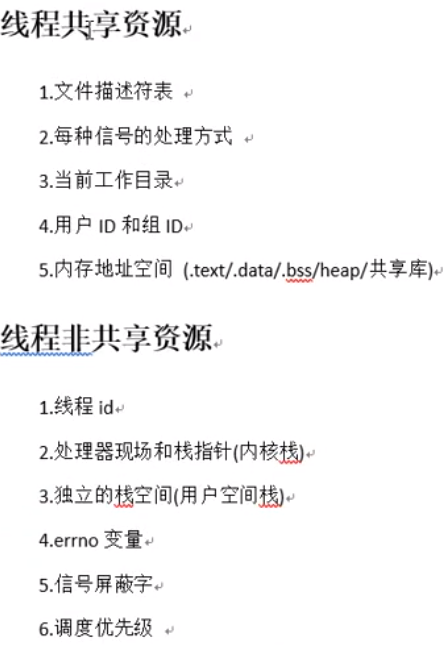 线程共享资源
1.文件描述符表
2.每种信号的处理方式
3.当前工作目录
4.用户 ID 和组 ID
5.内存地址空间 (.text/.data/.bss/heap/共享库)
线程非共享资源
1.线程 id
2.处理器现场和栈指针(内核栈)
3.独立的栈空间(用户空间栈)
4.errno 变量
5.信号屏蔽字
6.调度优先级